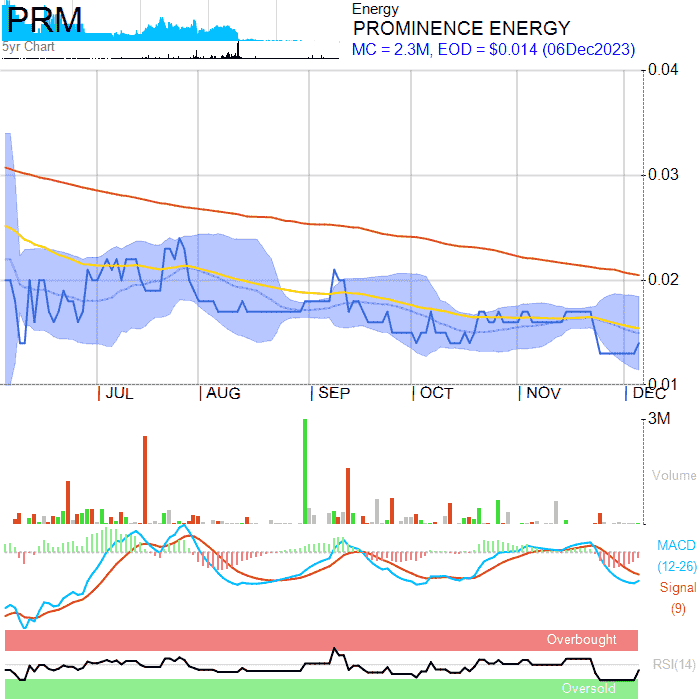 PRM
5yr Chart
Energy
PROMINENCE ENERGY
MC = 2.3M, EOD = $0.014 (06Dec2023)
0.04
0.03
0.02
0.01
JUL
AUG
SEP
OCT
NOV
DEC
3M
Volume
MACD
(12-26)
Signal
(9)
Overbought
RSI(14)
Oversold